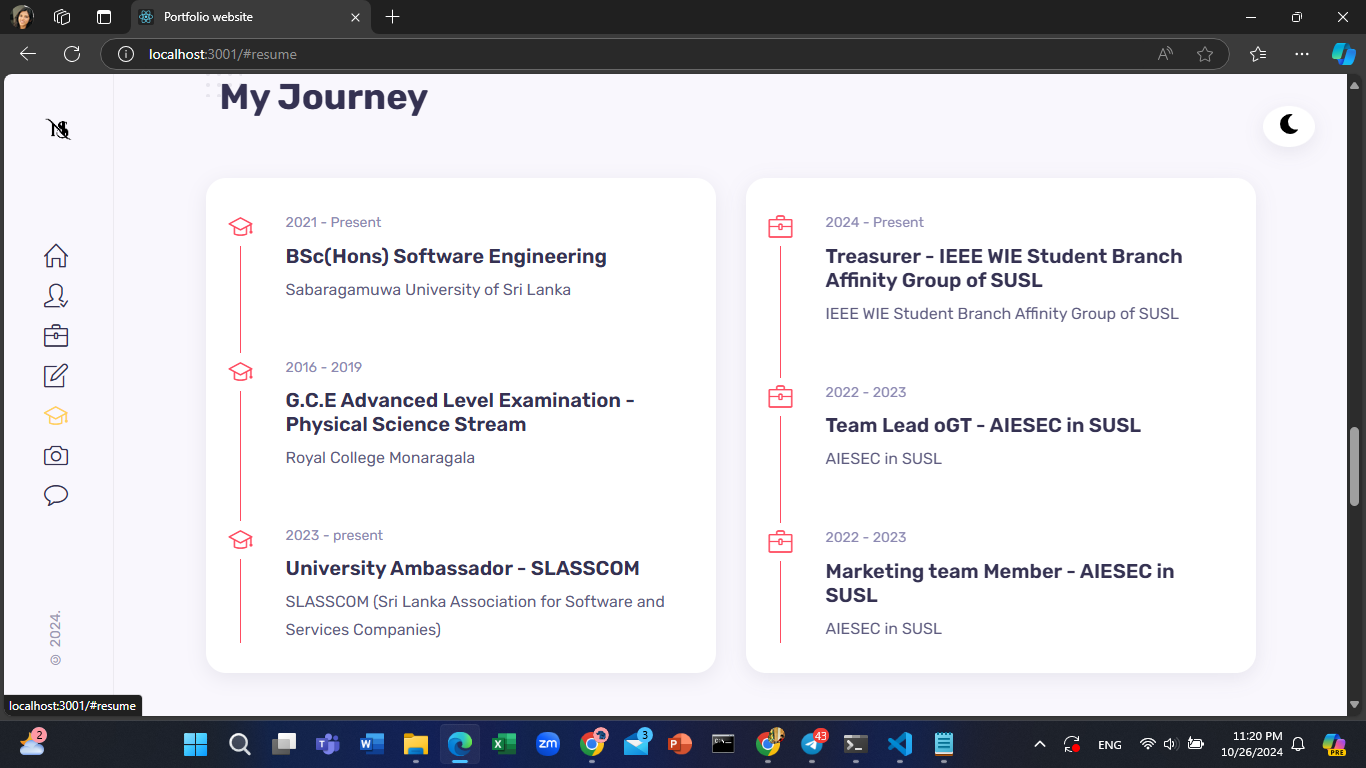 Portfolio website
localhost:3001/#resume
My Journey
2021 - Present
BSc(Hons) Software Engineering
Sabaragamuwa University of Sri Lanka
2016 - 2019
G.C.E Advanced Level Examination -
Physical Science Stream
Royal College Monaragala
2023 - present
University Ambassador - SLASSCOM
SLASSCOM (Sri Lanka Association for Software and
Services Companies)
2024 - Present
Treasurer - IEEE WIE Student Branch
Affinity Group of SUSL
IEEE WIE Student Branch Affinity Group of SUSL
2022 - 2023
Team Lead oGT - AIESEC in SUSL
AIESEC in SUSL
2022 - 2023
Marketing team Member - AIESEC in
SUSL
AIESEC in SUSL
© 2024.
localhost:3001/#resume
2
zm
3
43
ENG
11:20 PM
10/26/2024
PRE